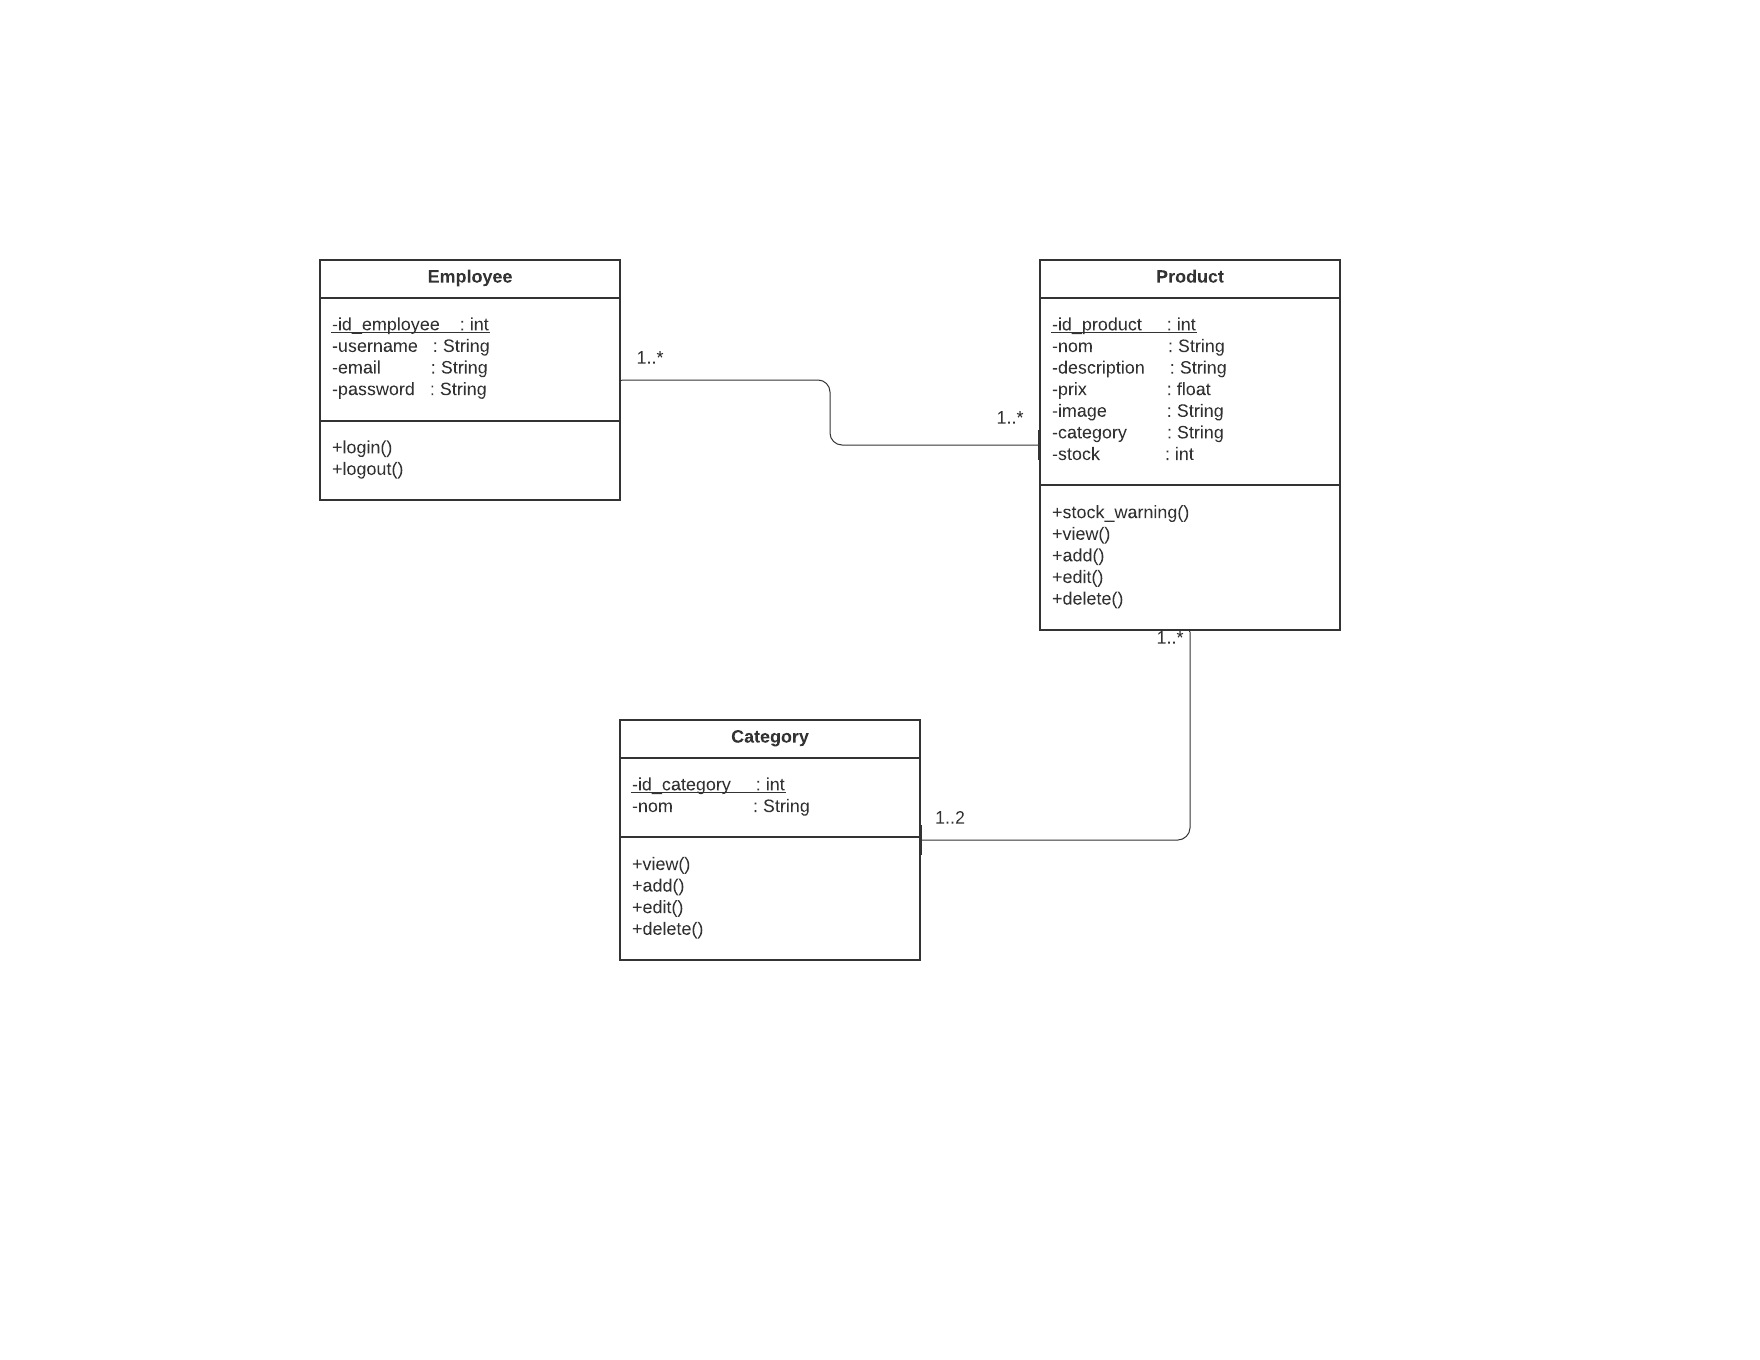 Employee
-id_employee : int
-username : String
-email : String
-password : String
+login()
+logout()
1..*
1..*
Product
-id_product : int
-nom : String
-description : String
-prix : float
-image : String
-category : String
-stock : int
+stock_warning()
+view()
+add()
+edit()
+delete()
1..*
Category
-id_category : int
-nom : String
+view()
+add()
+edit()
+delete()
1..2